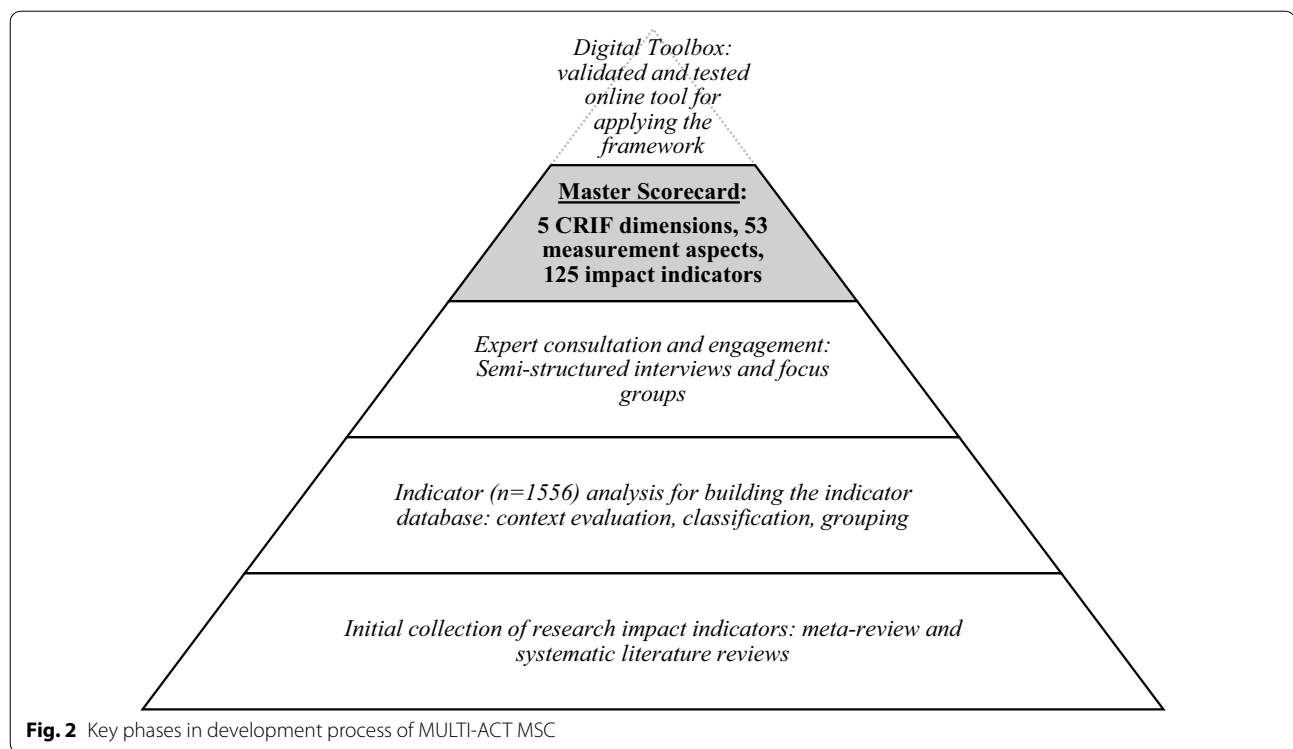 Digital Toolbox:
validated and tested
online tool for
applying the
framework
Master Scorecard:
5 CRIF dimensions, 53
measurement aspects,
125 impact indicators
Expert consultation and engagement:
Semi-structured interviews and focus
groups
Indicator (n=1556) analysis for building the indicator
database: context evaluation, classification, grouping
Initial collection of research impact indicators: meta-review and
systematic literature reviews
Fig. 2 Key phases in development process of MULTI-ACT MSC